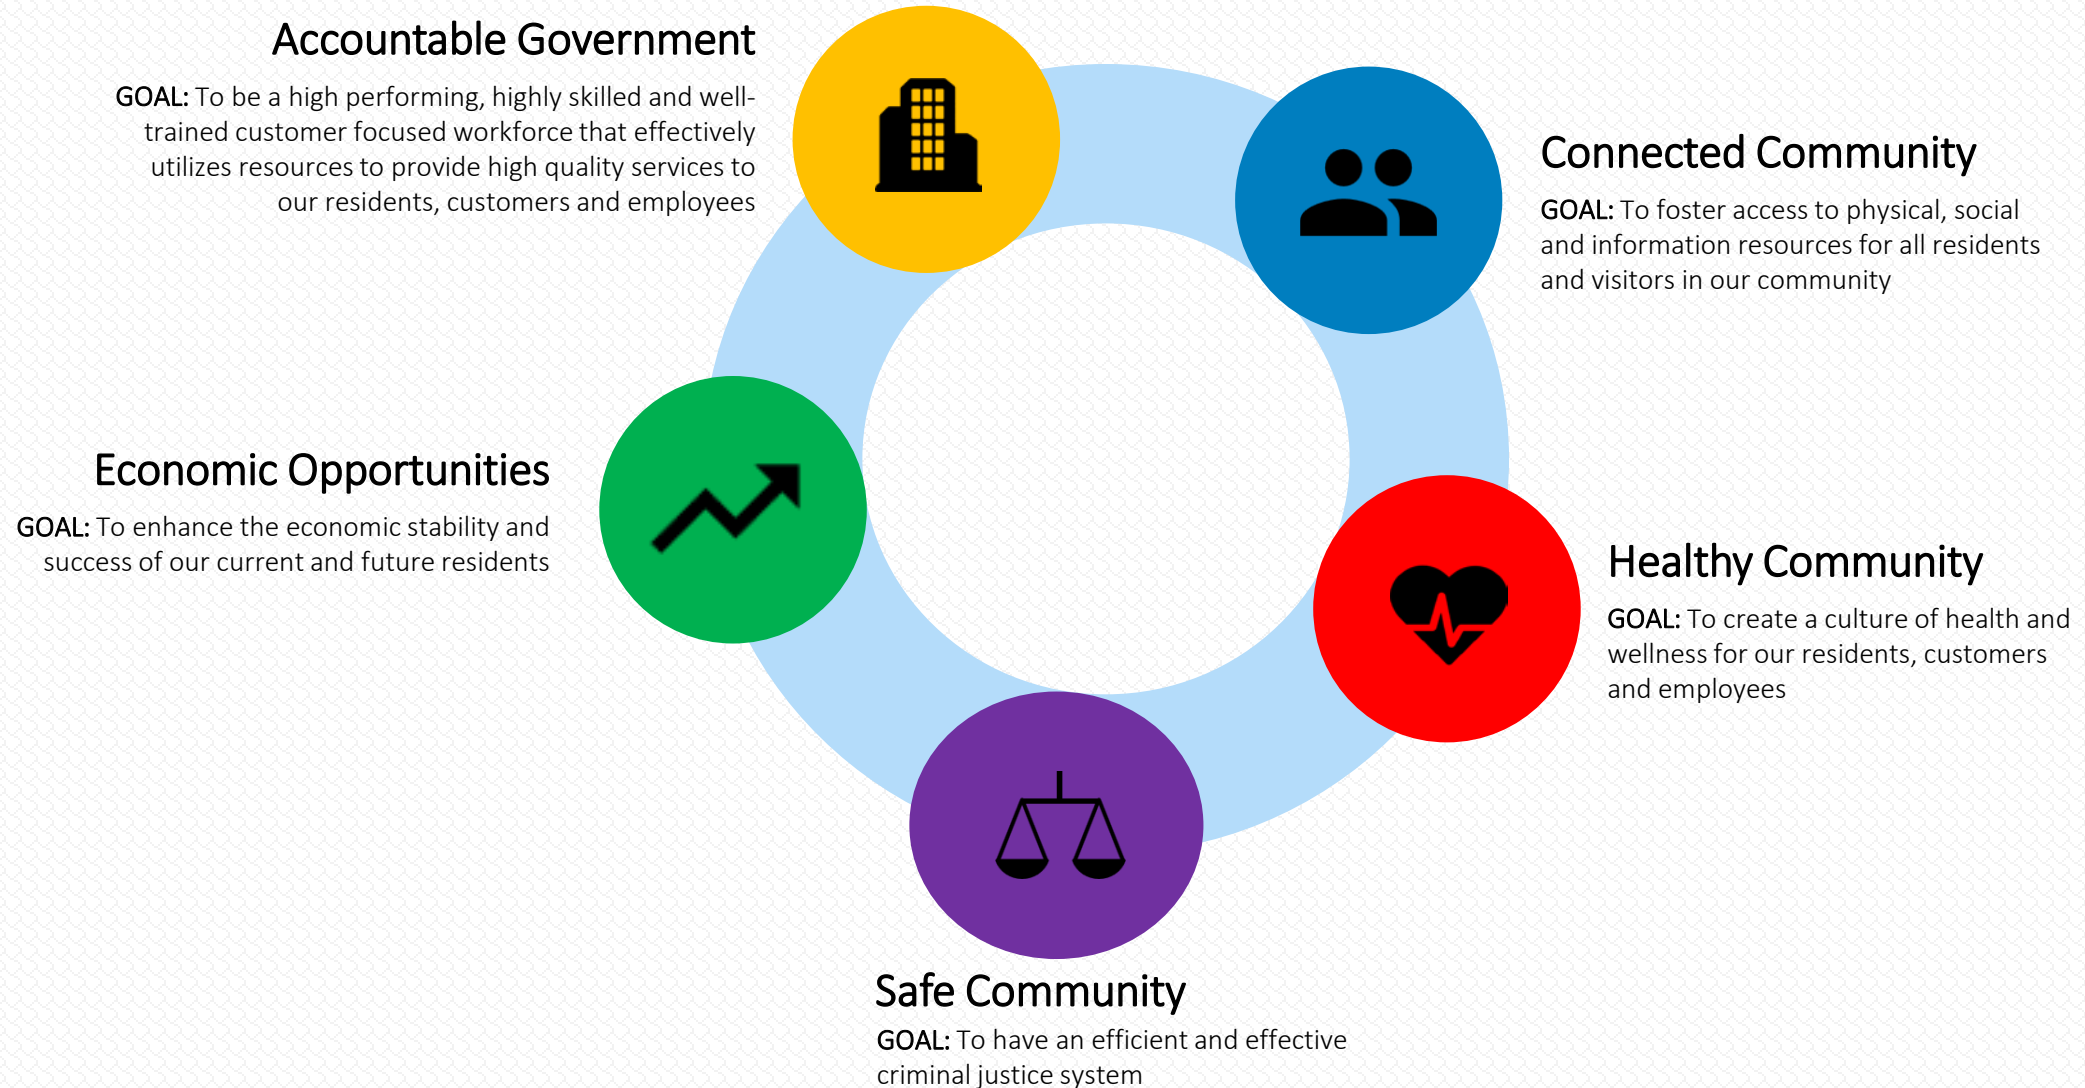 Accountable Government
GOAL: To be a high performing, highly skilled and well-
trained customer focused workforce that effectively
utilizes resources to provide high quality services to
our residents, customers and employees
Connected Community
GOAL: To foster access to physical, social
and information resources for all residents
and visitors in our community
Economic Opportunities
GOAL: To enhance the economic stability and
success of our current and future residents
Healthy Community
GOAL: To create a culture of health and
wellness for our residents, customers
and employees
Safe Community
GOAL: To have an efficient and effective
criminal justice system